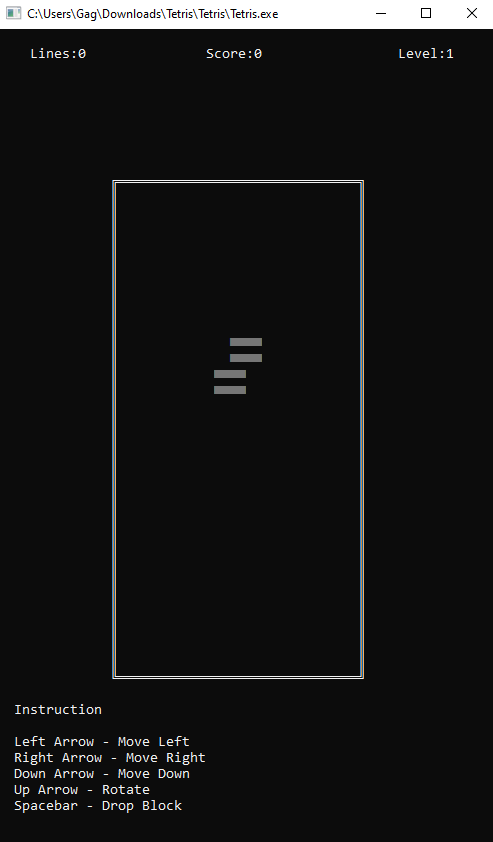 C:\Users\Gag\Downloads\Tetris\Tetris\Tetris.exe
Lines:0 Score:0 Level:1
Instruction
Left Arrow - Move Left
Right Arrow - Move Right
Down Arrow - Move Down
Up Arrow - Rotate
Spacebar - Drop Block